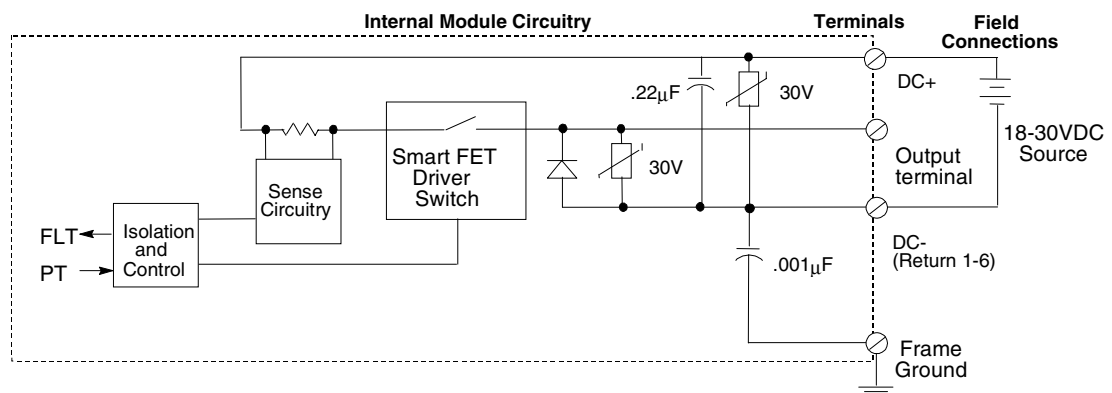 Internal Module Circuitry
Terminals
Field
Connections
DC+
.22µF
30V
18-30VDC
Source
Smart FET
Driver
Switch
30V
Output
terminal
Sense
Circuitry
FLT
PT
Isolation
and
Control
DC-
(Return 1-6)
.001µF
Frame
Ground